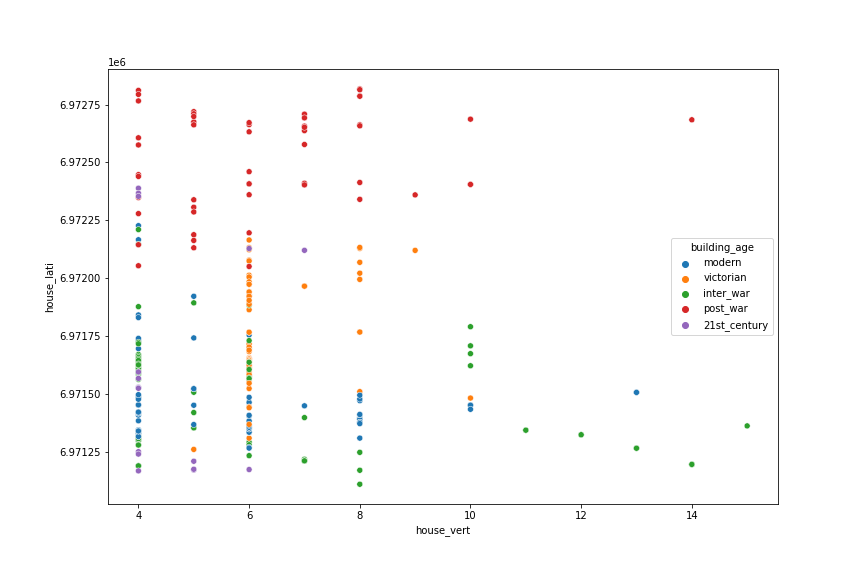 1e6
6.97275
6.97250
6.97225
6.97200
6.97175
6.97150
6.97125
house_lati
building_age
modern
victorian
inter_war
post_war
21st_century
4 6 8 10 12 14
house_vert